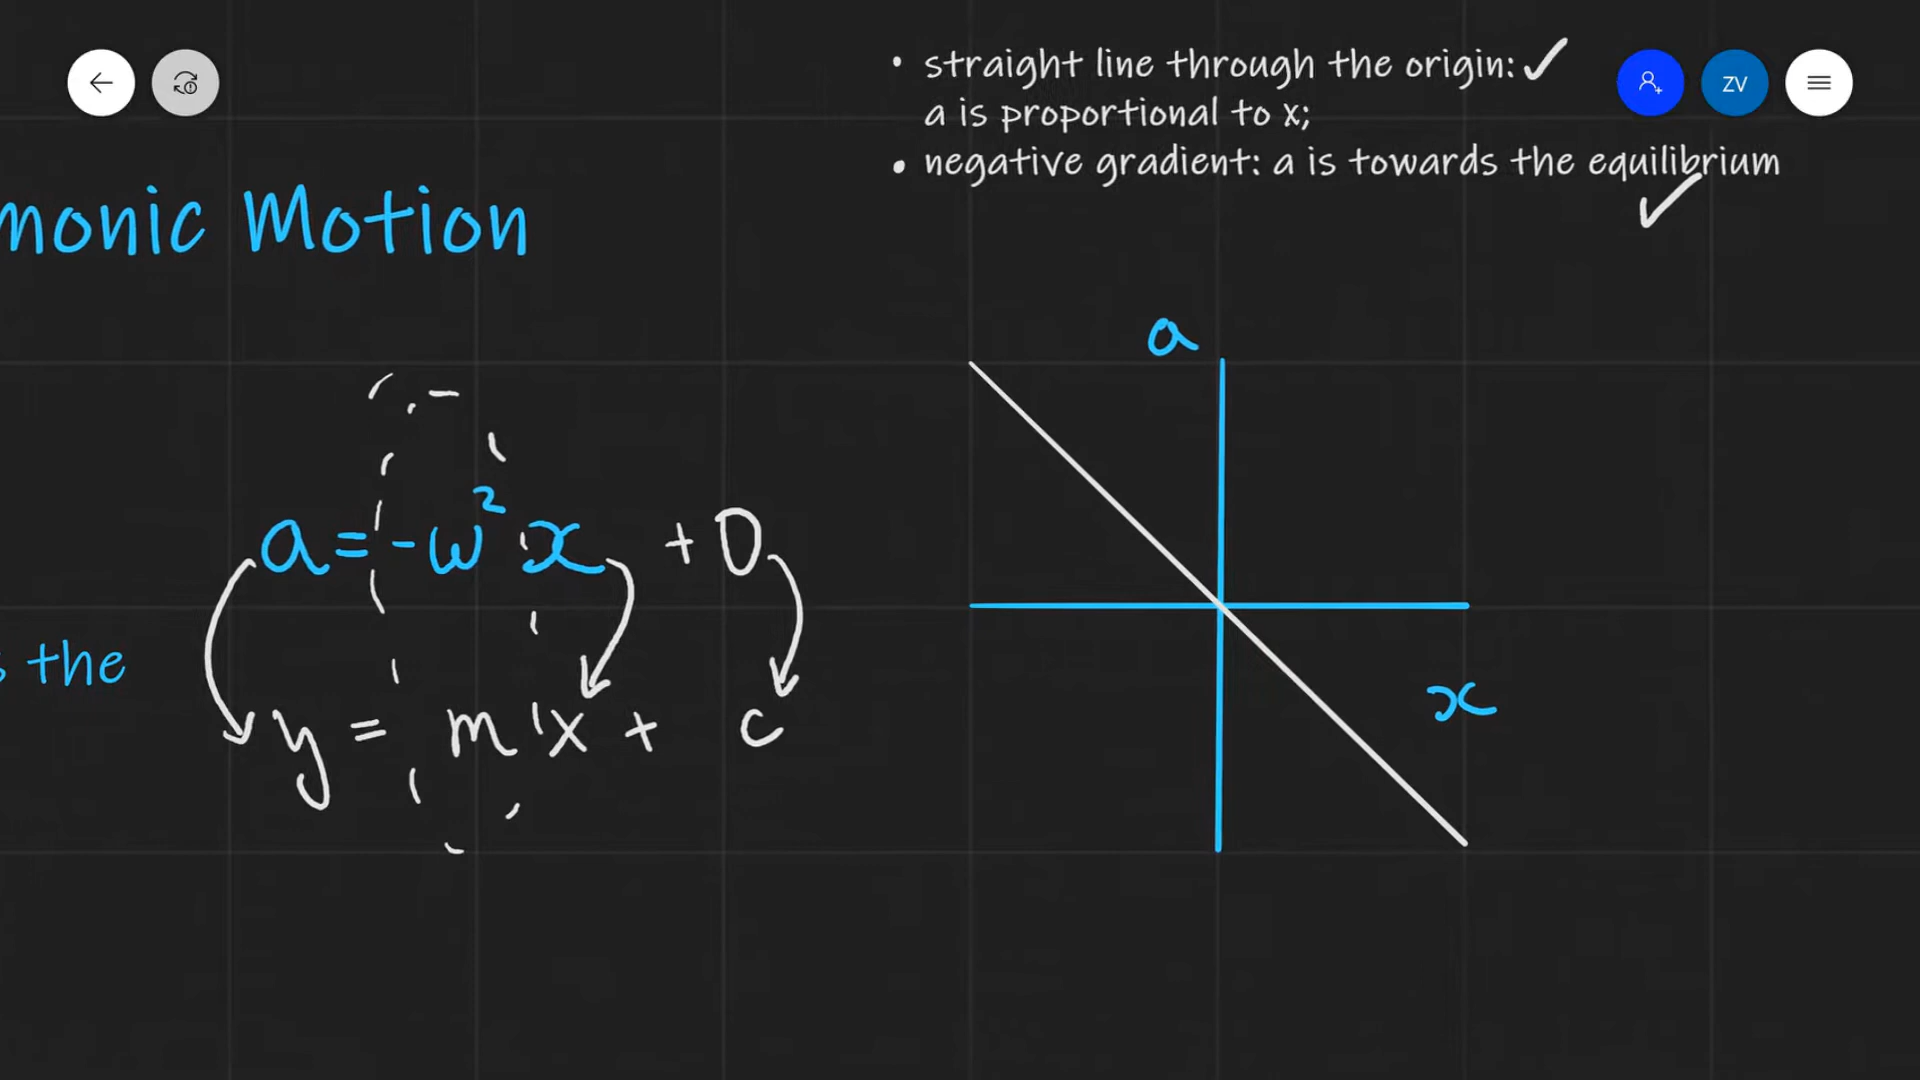 • straight line through the origin: ✓
a is proportional to x;
• negative gradient: a is towards the equilibrium ✓
ZV
monic Motion
a
a = -ω² x + 0
s the
x
y = m x + c